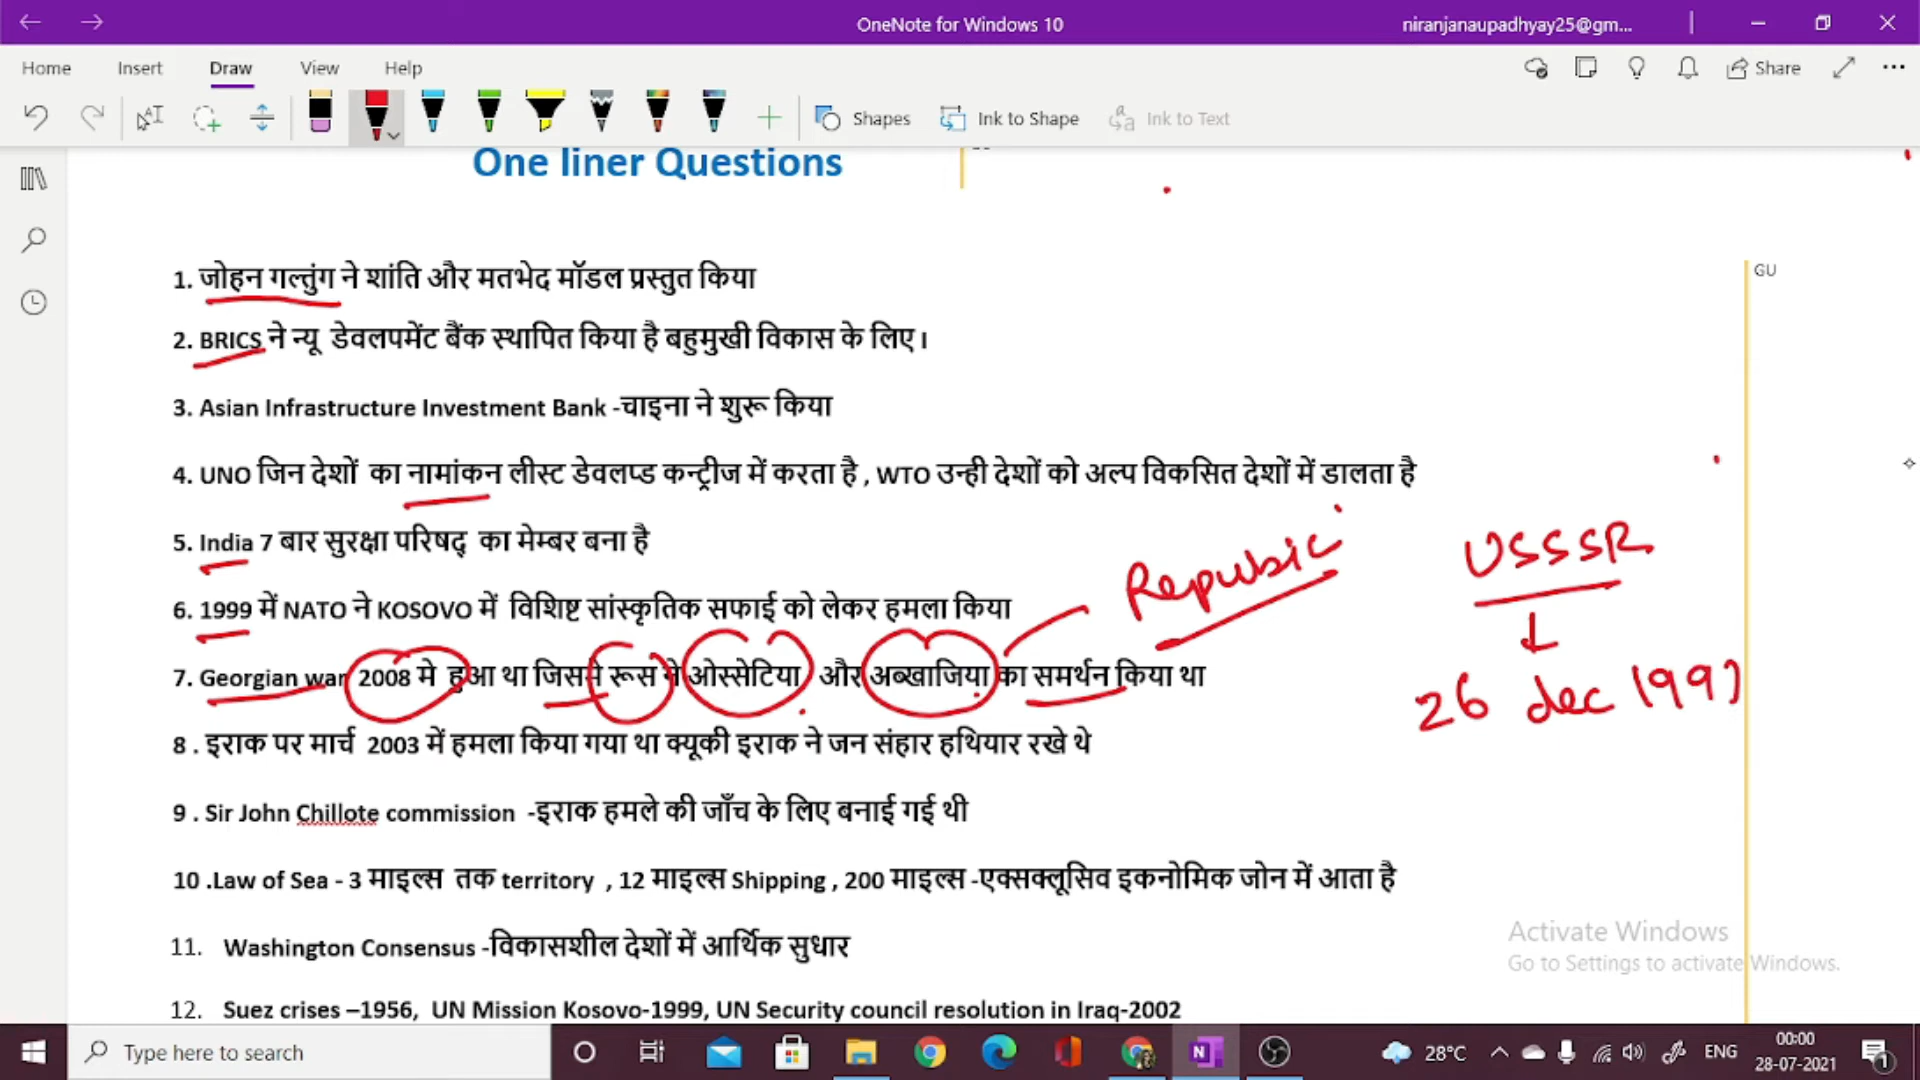 OneNote for Windows 10
niranjanaupadhyay25@gm...
Home Insert Draw View Help
Share
Shapes Ink to Shape Ink to Text
One liner Questions
GU
1. जोहन गल्तुंग ने शांति और मतभेद मॉडल प्रस्तुत किया
2. BRICS ने न्यू डेवलपमेंट बैंक स्थापित किया है बहुमुखी विकास के लिए।
3. Asian Infrastructure Investment Bank -चाइना ने शुरू किया
4. UNO जिन देशों का नामांकन लीस्ट डेवलप्ड कन्ट्रीज में करता है , WTO उन्ही देशों को अल्प विकसित देशों में डालता है
5. India 7 बार सुरक्षा परिषद् का मेम्बर बना है
Repubic
USSSR
6. 1999 में NATO ने KOSOVO में विशिष्ट सांस्कृतिक सफाई को लेकर हमला किया
7. Georgian war 2008 मे हुआ था जिसमे रूस ने ओस्सेटिया और अब्खाजिया का समर्थन किया था
26 dec 1991
8 . इराक पर मार्च 2003 में हमला किया गया था क्यूकी इराक ने जन संहार हथियार रखे थे
9 . Sir John Chillote commission -इराक हमले की जाँच के लिए बनाई गई थी
10 .Law of Sea - 3 माइल्स तक territory , 12 माइल्स Shipping , 200 माइल्स -एक्सक्लूसिव इकनोमिक जोन में आता है
11. Washington Consensus -विकासशील देशों में आर्थिक सुधार
Activate Windows
Go to Settings to activate Windows.
12. Suez crises –1956, UN Mission Kosovo-1999, UN Security council resolution in Iraq-2002
Type here to search
28°C
ENG
00:00
28-07-2021
1